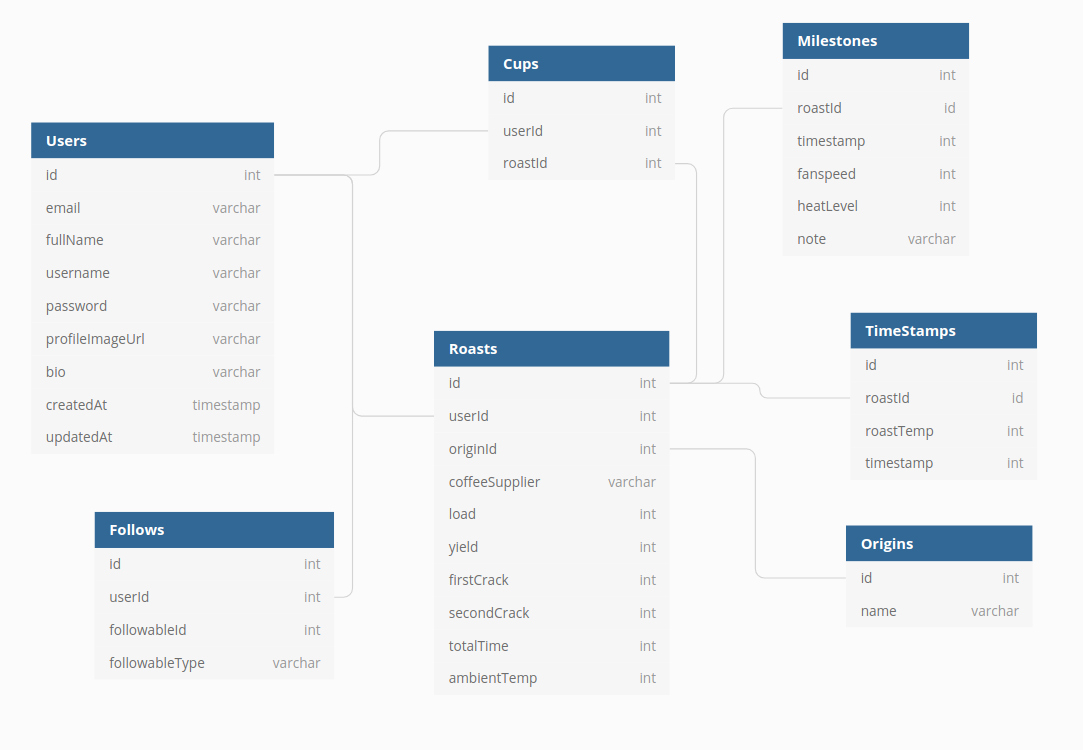 Users
id int
email varchar
fullName varchar
username varchar
password varchar
profileImageUrl varchar
bio varchar
createdAt timestamp
updatedAt timestamp
Follows
id int
userId int
followableId int
followableType varchar
Cups
id int
userId int
roastId int
Roasts
id int
userId int
originId int
coffeeSupplier varchar
load int
yield int
firstCrack int
secondCrack int
totalTime int
ambientTemp int
Milestones
id int
roastId id
timestamp int
fanspeed int
heatLevel int
note varchar
TimeStamps
id int
roastId id
roastTemp int
timestamp int
Origins
id int
name varchar